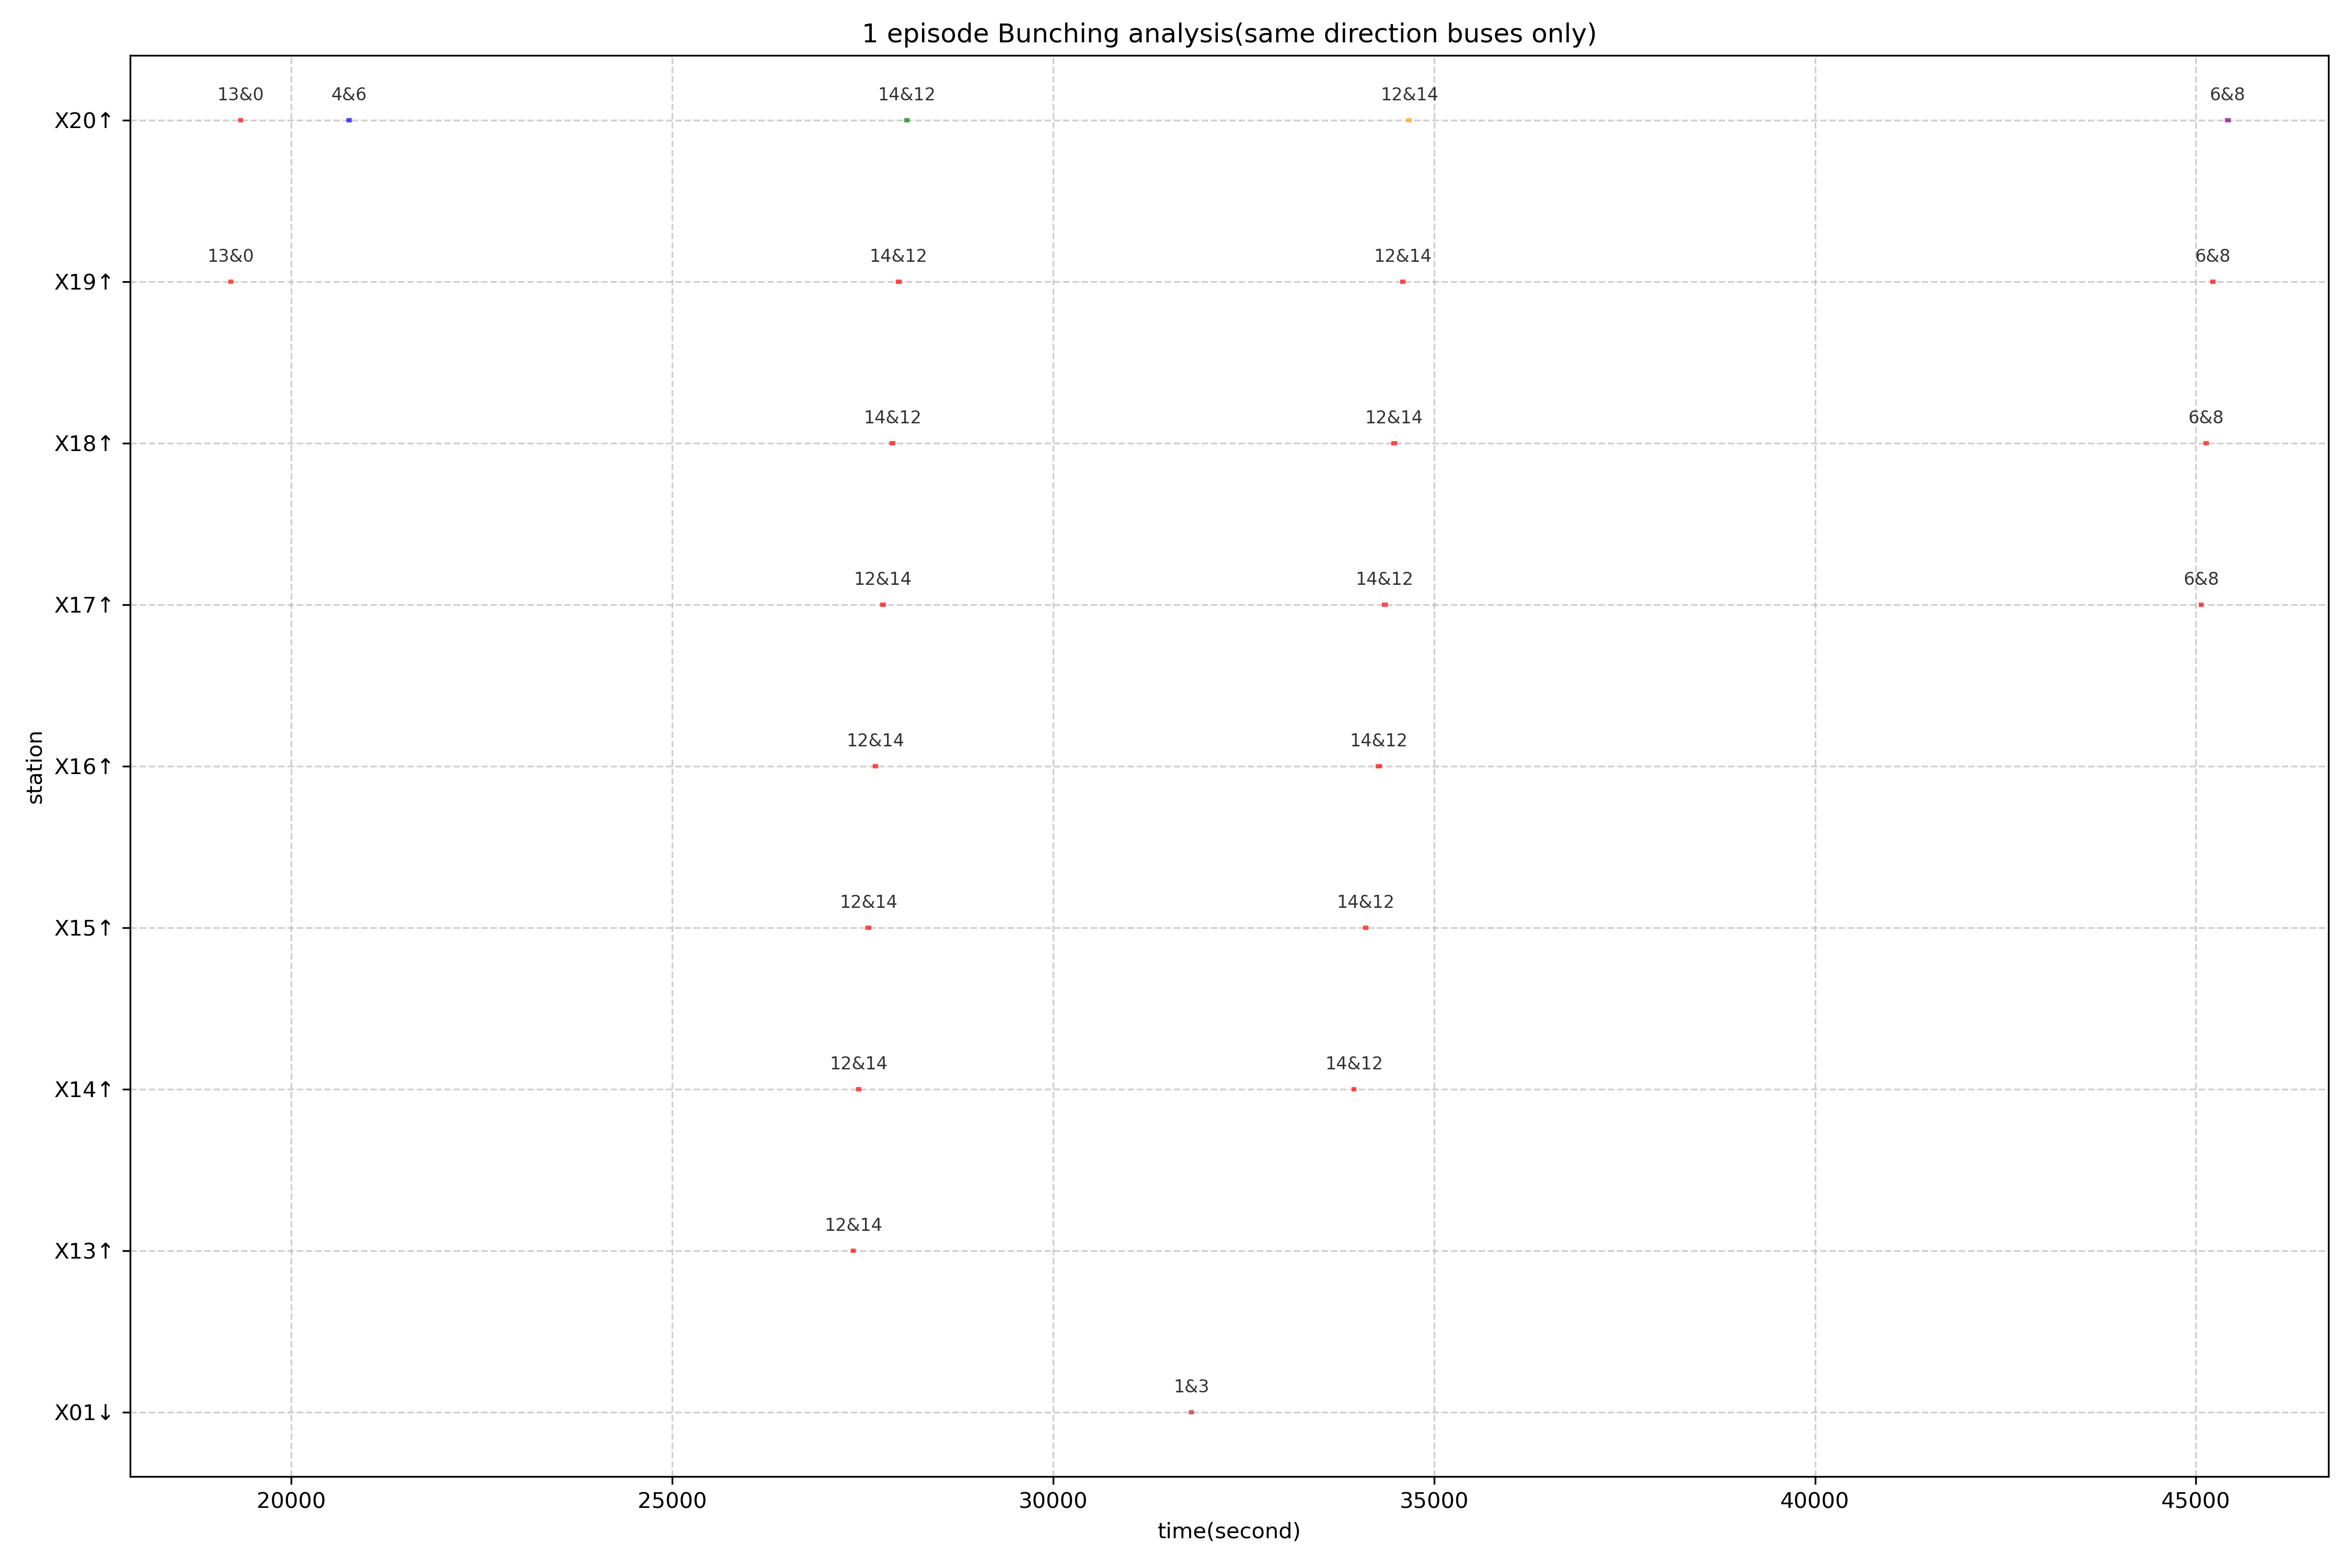 1 episode Bunching analysis(same direction buses only)
13&0 4&6 14&12 12&14 6&8
X20↑
13&0 14&12 12&14 6&8
X19↑
14&12 12&14 6&8
X18↑
12&14 14&12 6&8
X17↑
station
12&14 14&12
X16↑
12&14 14&12
X15↑
12&14 14&12
X14↑
12&14
X13↑
1&3
X01↓
20000 25000 30000 35000 40000 45000
time(second)